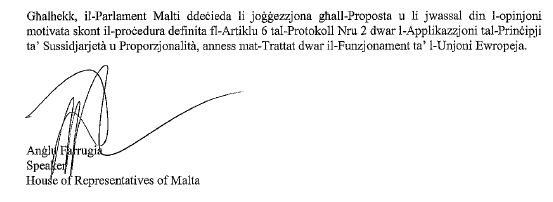 Għalhekk, il-Parlament Malti ddeċieda li joġġezzjona għall-Proposta u li jwassal din l-opinjoni
motivata skont il-proċedura definita fl-Artiklu 6 tal-Protokoll Nru 2 dwar l-Applikazzjoni tal-Prinċipji
ta' Sussidjarjetà u Proporzjonalità, anness mat-Trattat dwar il-Funzjonament ta' l-Unjoni Ewropeja.
Anġlu Farrugia
Speaker
House of Representatives of Malta